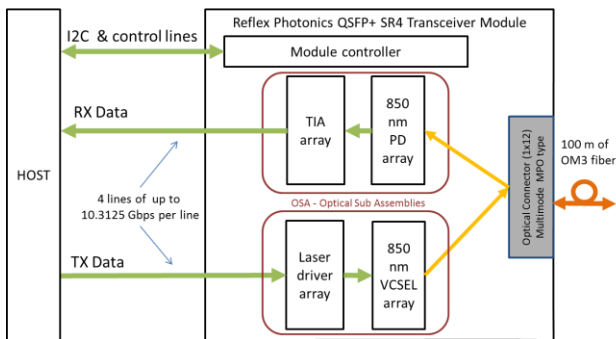 Reflex Photonics QSFP+ SR4 Transceiver Module
I2C & control lines
Module controller
RX Data
TIA
array
850
nm
PD
array
HOST
4 lines of up to
10.3125 Gbps per line
OSA - Optical Sub Assemblies
TX Data
Laser
driver
array
850
nm
VCSEL
array
Optical Connector (1x12)
Multimode MPO type
100 m of
OM3 fiber